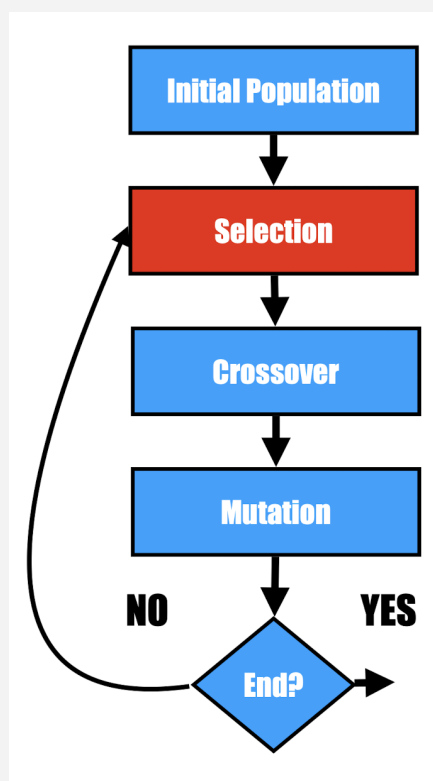 Initial Population
Selection
Crossover
Mutation
NO
YES
End?